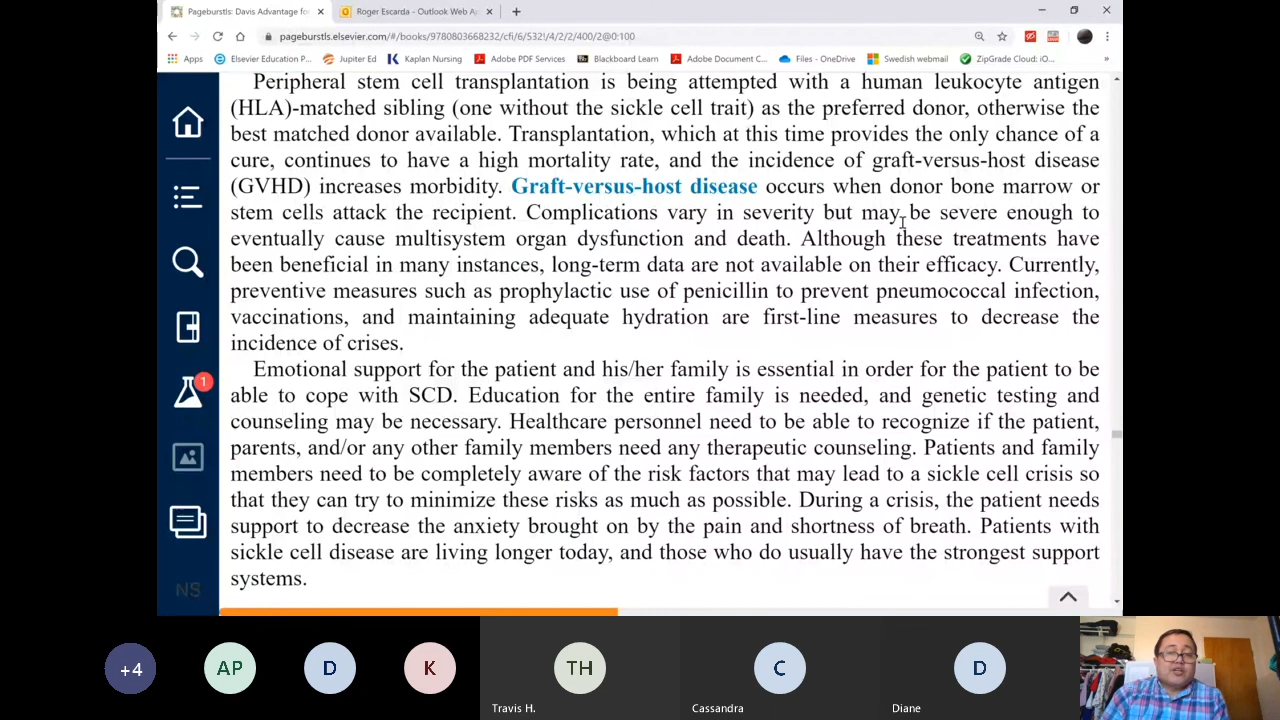 Pageburstls: Davis Advantage for
Roger Escarda - Outlook Web A
pageburstls.elsevier.com/#/books/9780803668232/cfi/6/532!/4/2/2/400/2@0:100
Apps
Elsevier Education P...
Jupiter Ed
Kaplan Nursing
Adobe PDF Services
Blackboard Learn
Adobe Document C...
Files - OneDrive
Swedish webmail
ZipGrade Cloud: iO...
»
Peripheral stem cell transplantation is being attempted with a human leukocyte antigen
(HLA)-matched sibling (one without the sickle cell trait) as the preferred donor, otherwise the
best matched donor available. Transplantation, which at this time provides the only chance of a
cure, continues to have a high mortality rate, and the incidence of graft-versus-host disease
(GVHD) increases morbidity. Graft-versus-host disease occurs when donor bone marrow or
stem cells attack the recipient. Complications vary in severity but may be severe enough to
eventually cause multisystem organ dysfunction and death. Although these treatments have
been beneficial in many instances, long-term data are not available on their efficacy. Currently,
preventive measures such as prophylactic use of penicillin to prevent pneumococcal infection,
vaccinations, and maintaining adequate hydration are first-line measures to decrease the
incidence of crises.
Emotional support for the patient and his/her family is essential in order for the patient to be
able to cope with SCD. Education for the entire family is needed, and genetic testing and
counseling may be necessary. Healthcare personnel need to be able to recognize if the patient,
parents, and/or any other family members need any therapeutic counseling. Patients and family
members need to be completely aware of the risk factors that may lead to a sickle cell crisis so
that they can try to minimize these risks as much as possible. During a crisis, the patient needs
support to decrease the anxiety brought on by the pain and shortness of breath. Patients with
sickle cell disease are living longer today, and those who do usually have the strongest support
systems.
1
NS
+4
AP
D
K
TH
C
D
Travis H.
Cassandra
Diane